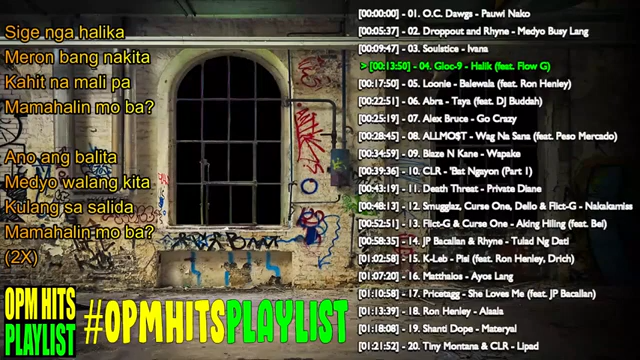 Sige nga halika
Meron bang nakita
Kahit na mali pa
Mamahalin mo ba?
Ano ang balita
Medyo walang kita
Kulang sa salida
Mamahalin mo ba?
(2X)
OPM HITS
PLAYLIST
#OPMHITSPLAYLIST
[00:00:00] - 01. O.C. Dawgs - Pauwi Nako
[00:05:37] - 02. Droppout and Rhyne - Medyo Busy Lang
[00:09:47] - 03. Soulstice - Ivana
> [00:13:50] - 04. Gloc-9 - Halik (feat. Flow G)
[00:17:50] - 05. Loonie - Balewala (feat. Ron Henley)
[00:22:51] - 06. Abra - Taya (feat. DJ Buddah)
[00:25:19] - 07. Alex Bruce - Go Crazy
[00:28:45] - 08. ALLMO$T - Wag Na Sana (feat. Peso Mercado)
[00:34:59] - 09. Blaze N Kane - Wapake
[00:39:36] - 10. CLR - 'Bat Ngayon (Part 1)
[00:43:19] - 11. Death Threat - Private Diane
[00:48:13] - 12. Smugglaz, Curse One, Dello & Flict-G - Nakakamiss
[00:52:51] - 13. Flict-G & Curse One - Aking Hiling (feat. Bei)
[00:58:35] - 14. JP Bacallan & Rhyne - Tulad Ng Dati
[01:02:58] - 15. K-Leb - Pisi (feat. Ron Henley, Drich)
[01:07:20] - 16. Matthaios - Ayos Lang
[01:10:58] - 17. Pricetagg - She Loves Me (feat. JP Bacallan)
[01:13:39] - 18. Ron Henley - Alaala
[01:18:08] - 19. Shanti Dope - Materyal
[01:21:52] - 20. Tiny Montana & CLR - Lipad